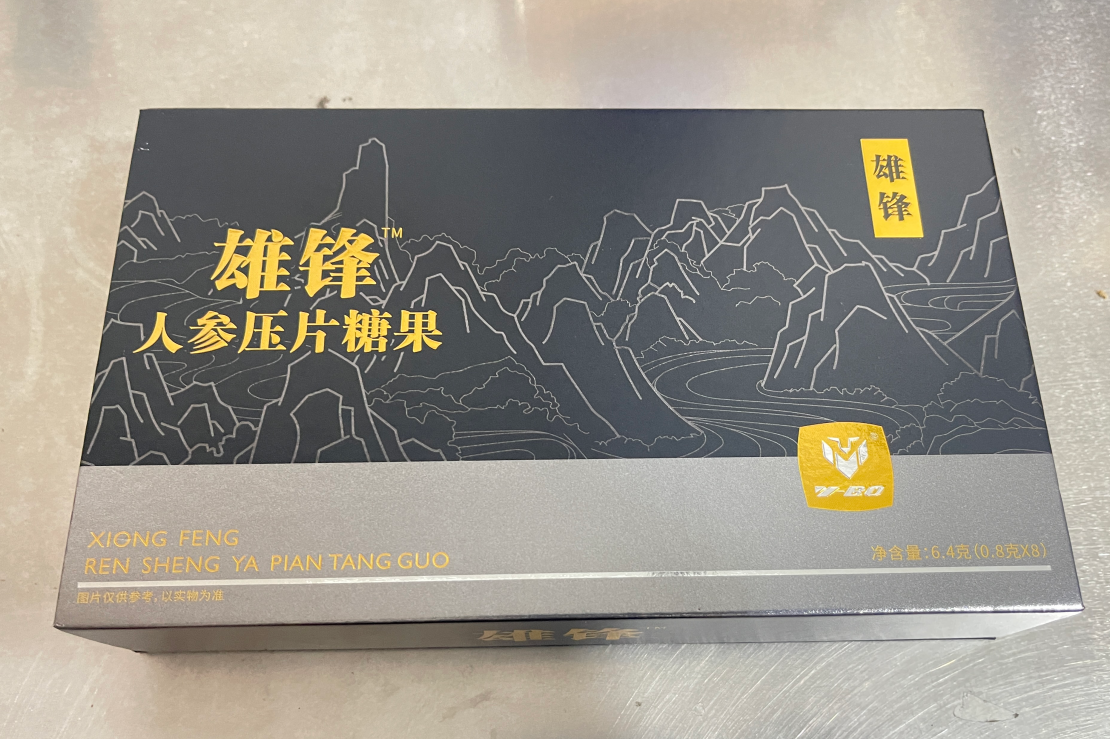 雄锋™
人参压片糖果
雄锋
V-BO
XIONG FENG
REN SHENG YA PIAN TANG GUO
净含量:6.4克(0.8克X8)
图片仅供参考,以实物为准
雄锋